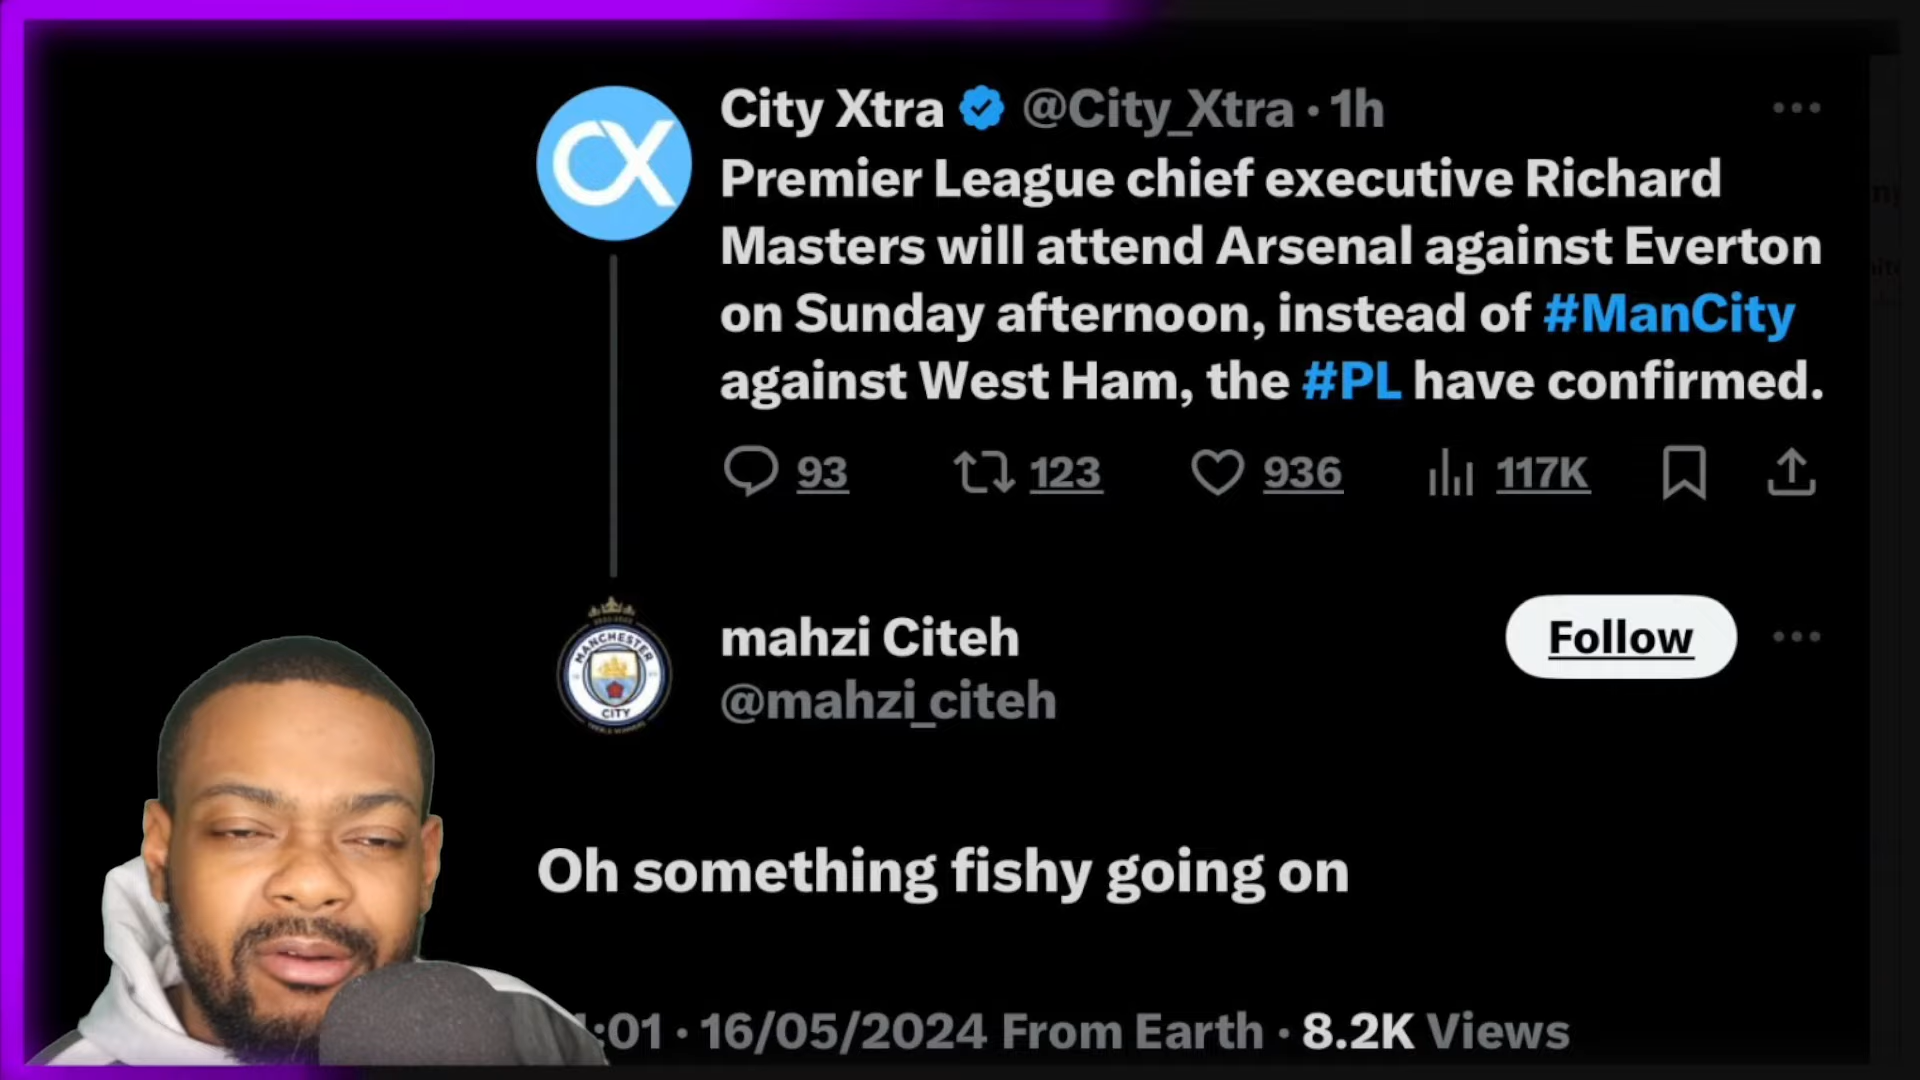 City Xtra @City_Xtra · 1h
Premier League chief executive Richard
Masters will attend Arsenal against Everton
on Sunday afternoon, instead of #ManCity
against West Ham, the #PL have confirmed.
93 123 936 117K
mahzi Citeh
Follow
@mahzi_citeh
MANCHESTER
CITY
Oh something fishy going on
:01 · 16/05/2024 From Earth · 8.2K Views